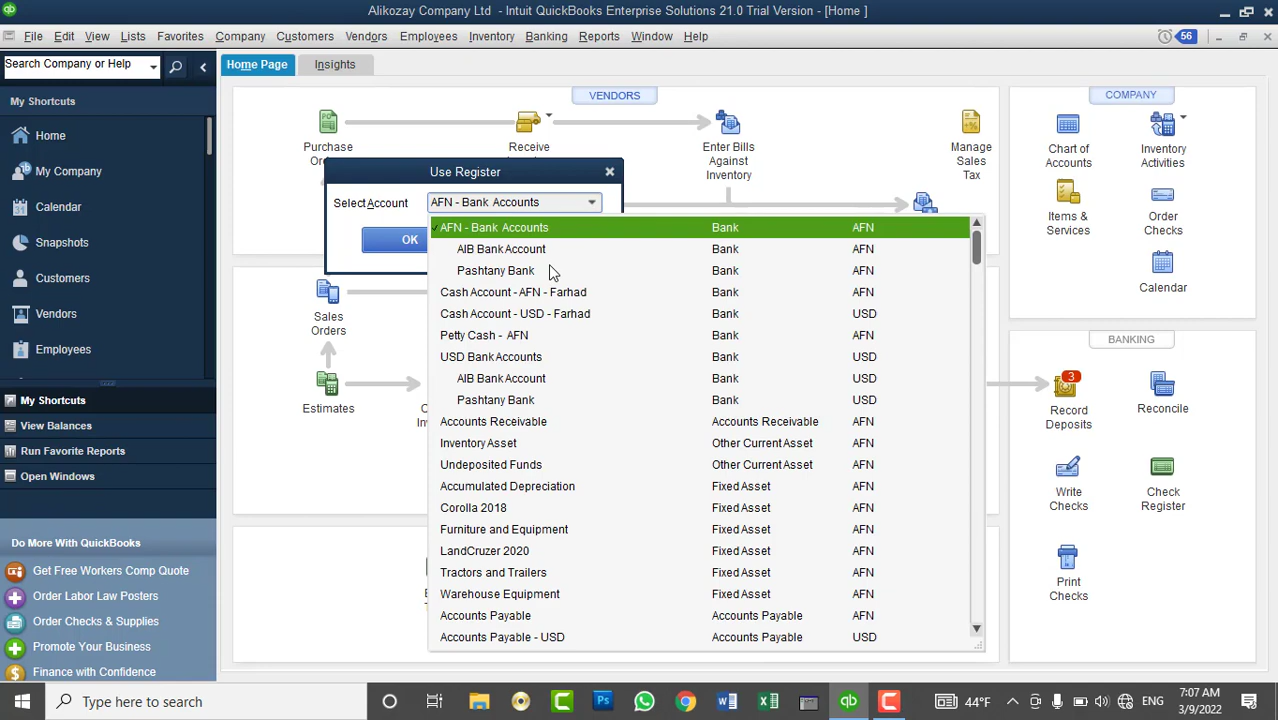 Alikozay Company Ltd - Intuit QuickBooks Enterprise Solutions 21.0 Trial Version - [Home ]
File Edit View Lists Favorites Company Customers Vendors Employees Inventory Banking Reports Window Help
56
Search Company or Help
Home Page
Insights
My Shortcuts
Home
My Company
Calendar
Snapshots
Customers
Vendors
Employees
My Shortcuts
View Balances
Run Favorite Reports
Open Windows
Do More With QuickBooks
Get Free Workers Comp Quote
Order Labor Law Posters
Order Checks & Supplies
Promote Your Business
Finance with Confidence
VENDORS
Purchase
Receive
Enter Bills
Against
Inventory
Manage
Sales
Tax
Sales
Orders
Estimates
Use Register
Select Account
AFN - Bank Accounts
OK
AFN - Bank Accounts Bank AFN
AIB Bank Account Bank AFN
Pashtany Bank Bank AFN
Cash Account - AFN - Farhad Bank AFN
Cash Account - USD - Farhad Bank USD
Petty Cash - AFN Bank AFN
USD Bank Accounts Bank USD
AIB Bank Account Bank USD
Pashtany Bank Bank USD
Accounts Receivable Accounts Receivable AFN
Inventory Asset Other Current Asset AFN
Undeposited Funds Other Current Asset AFN
Accumulated Depreciation Fixed Asset AFN
Corolla 2018 Fixed Asset AFN
Furniture and Equipment Fixed Asset AFN
LandCruzer 2020 Fixed Asset AFN
Tractors and Trailers Fixed Asset AFN
Warehouse Equipment Fixed Asset AFN
Accounts Payable Accounts Payable AFN
Accounts Payable - USD Accounts Payable USD
COMPANY
Chart of
Accounts
Inventory
Activities
Items &
Services
Order
Checks
Calendar
BANKING
3
Record
Deposits
Reconcile
Write
Checks
Check
Register
Print
Checks
Type here to search
44°F
ENG
7:07 AM
3/9/2022